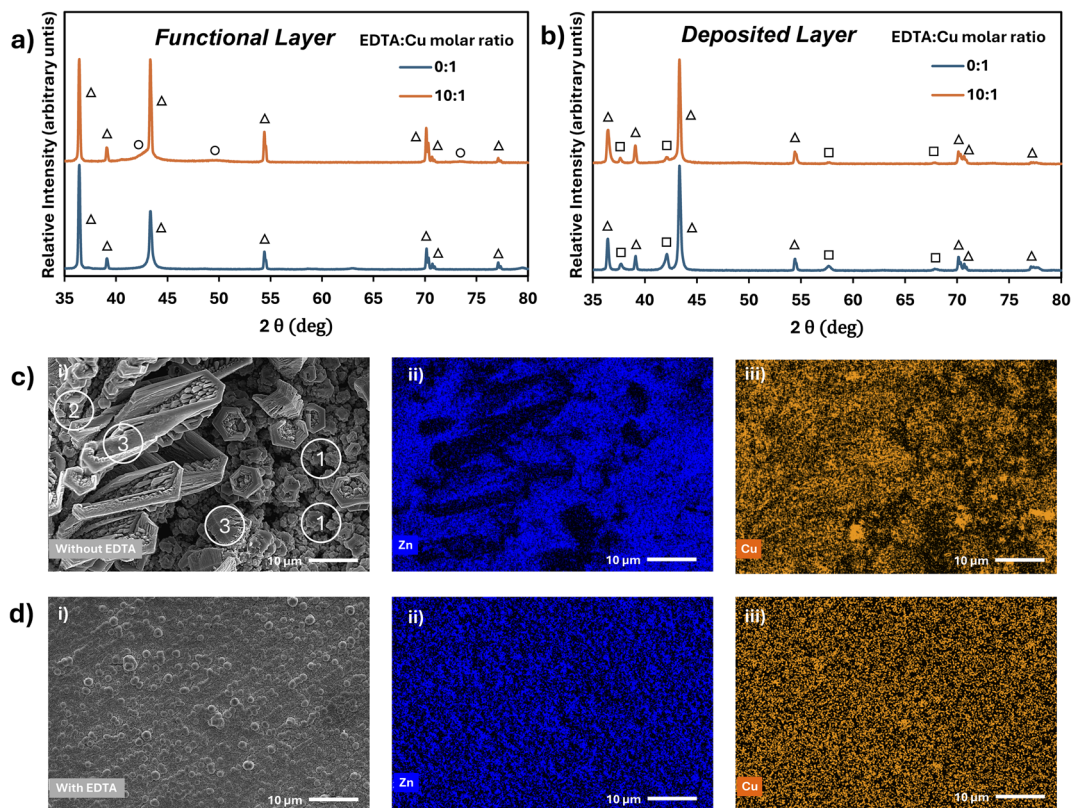 a)
Functional Layer
EDTA:Cu molar ratio
0:1
10:1
Relative Intensity (arbitrary untis)
35 40 45 50 55 60 65 70 75 80
2 θ (deg)
b)
Deposited Layer
EDTA:Cu molar ratio
0:1
10:1
Relative Intensity (arbitrary untis)
35 40 45 50 55 60 65 70 75 80
2 θ (deg)
c)
i)
2
3
1
3
1
Without EDTA
10 µm
ii)
Zn
10 µm
iii)
Cu
10 µm
d)
i)
With EDTA
10 µm
ii)
Zn
10 µm
iii)
Cu
10 µm